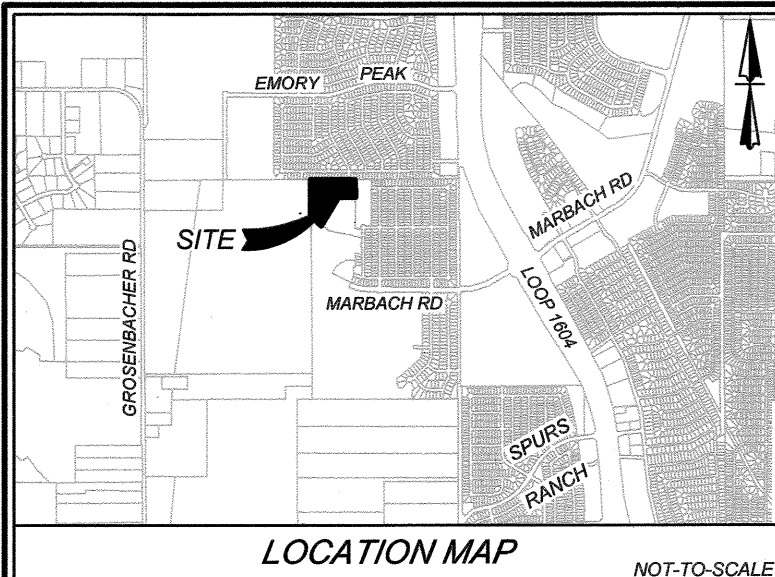 EMORY PEAK
MARBACH RD
SITE
GROSENBACHER RD
MARBACH RD
LOOP 1604
SPURS
RANCH
LOCATION MAP
NOT-TO-SCALE